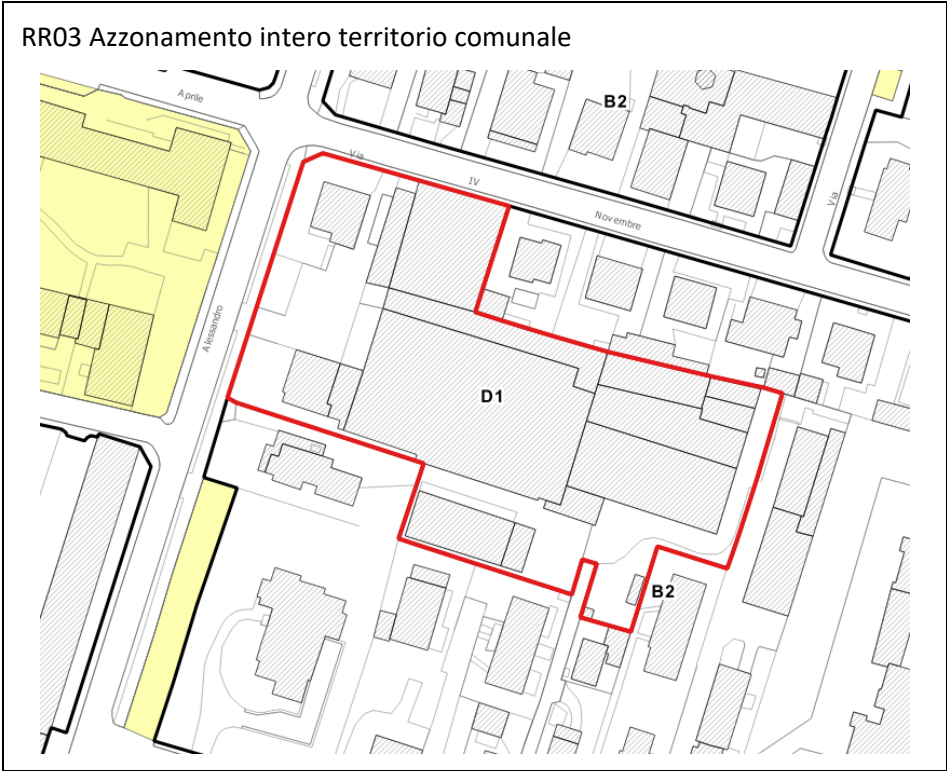 RR03 Azzonamento intero territorio comunale
Aprile
B2
Via
IV
Novembre
Via
Alessandro
D1
B2